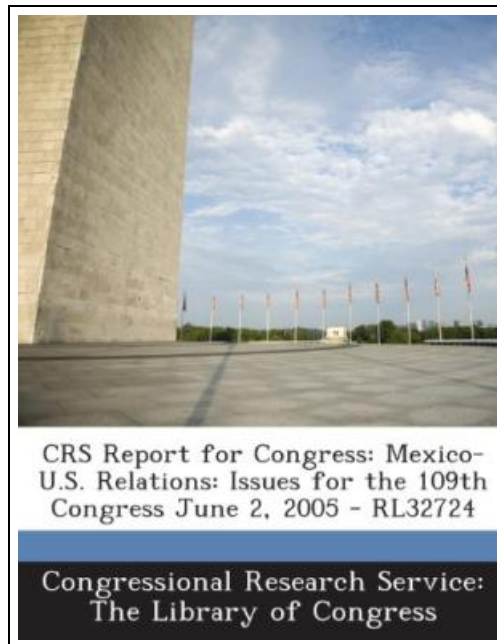 CRS Report for Congress: Mexico-
U.S. Relations: Issues for the 109th
Congress June 2, 2005 - RL32724
Congressional Research Service:
The Library of Congress